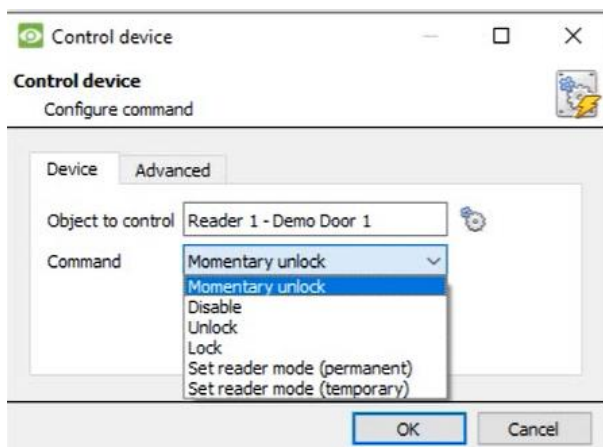 Control device
Control device
Configure command
Device Advanced
Object to control Reader 1 - Demo Door 1
Command Momentary unlock
Momentary unlock
Disable
Unlock
Lock
Set reader mode (permanent)
Set reader mode (temporary)
OK Cancel